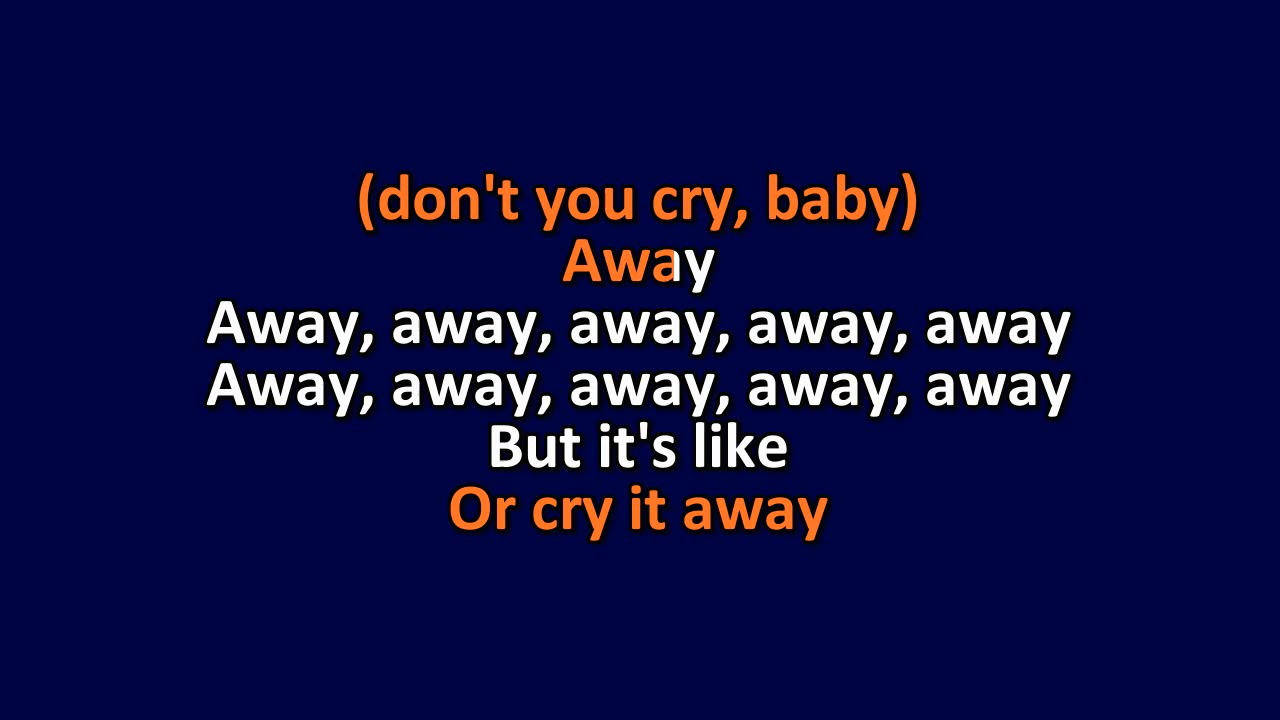 (don't you cry, baby)
Away
Away, away, away, away, away
Away, away, away, away, away
But it's like
Or cry it away